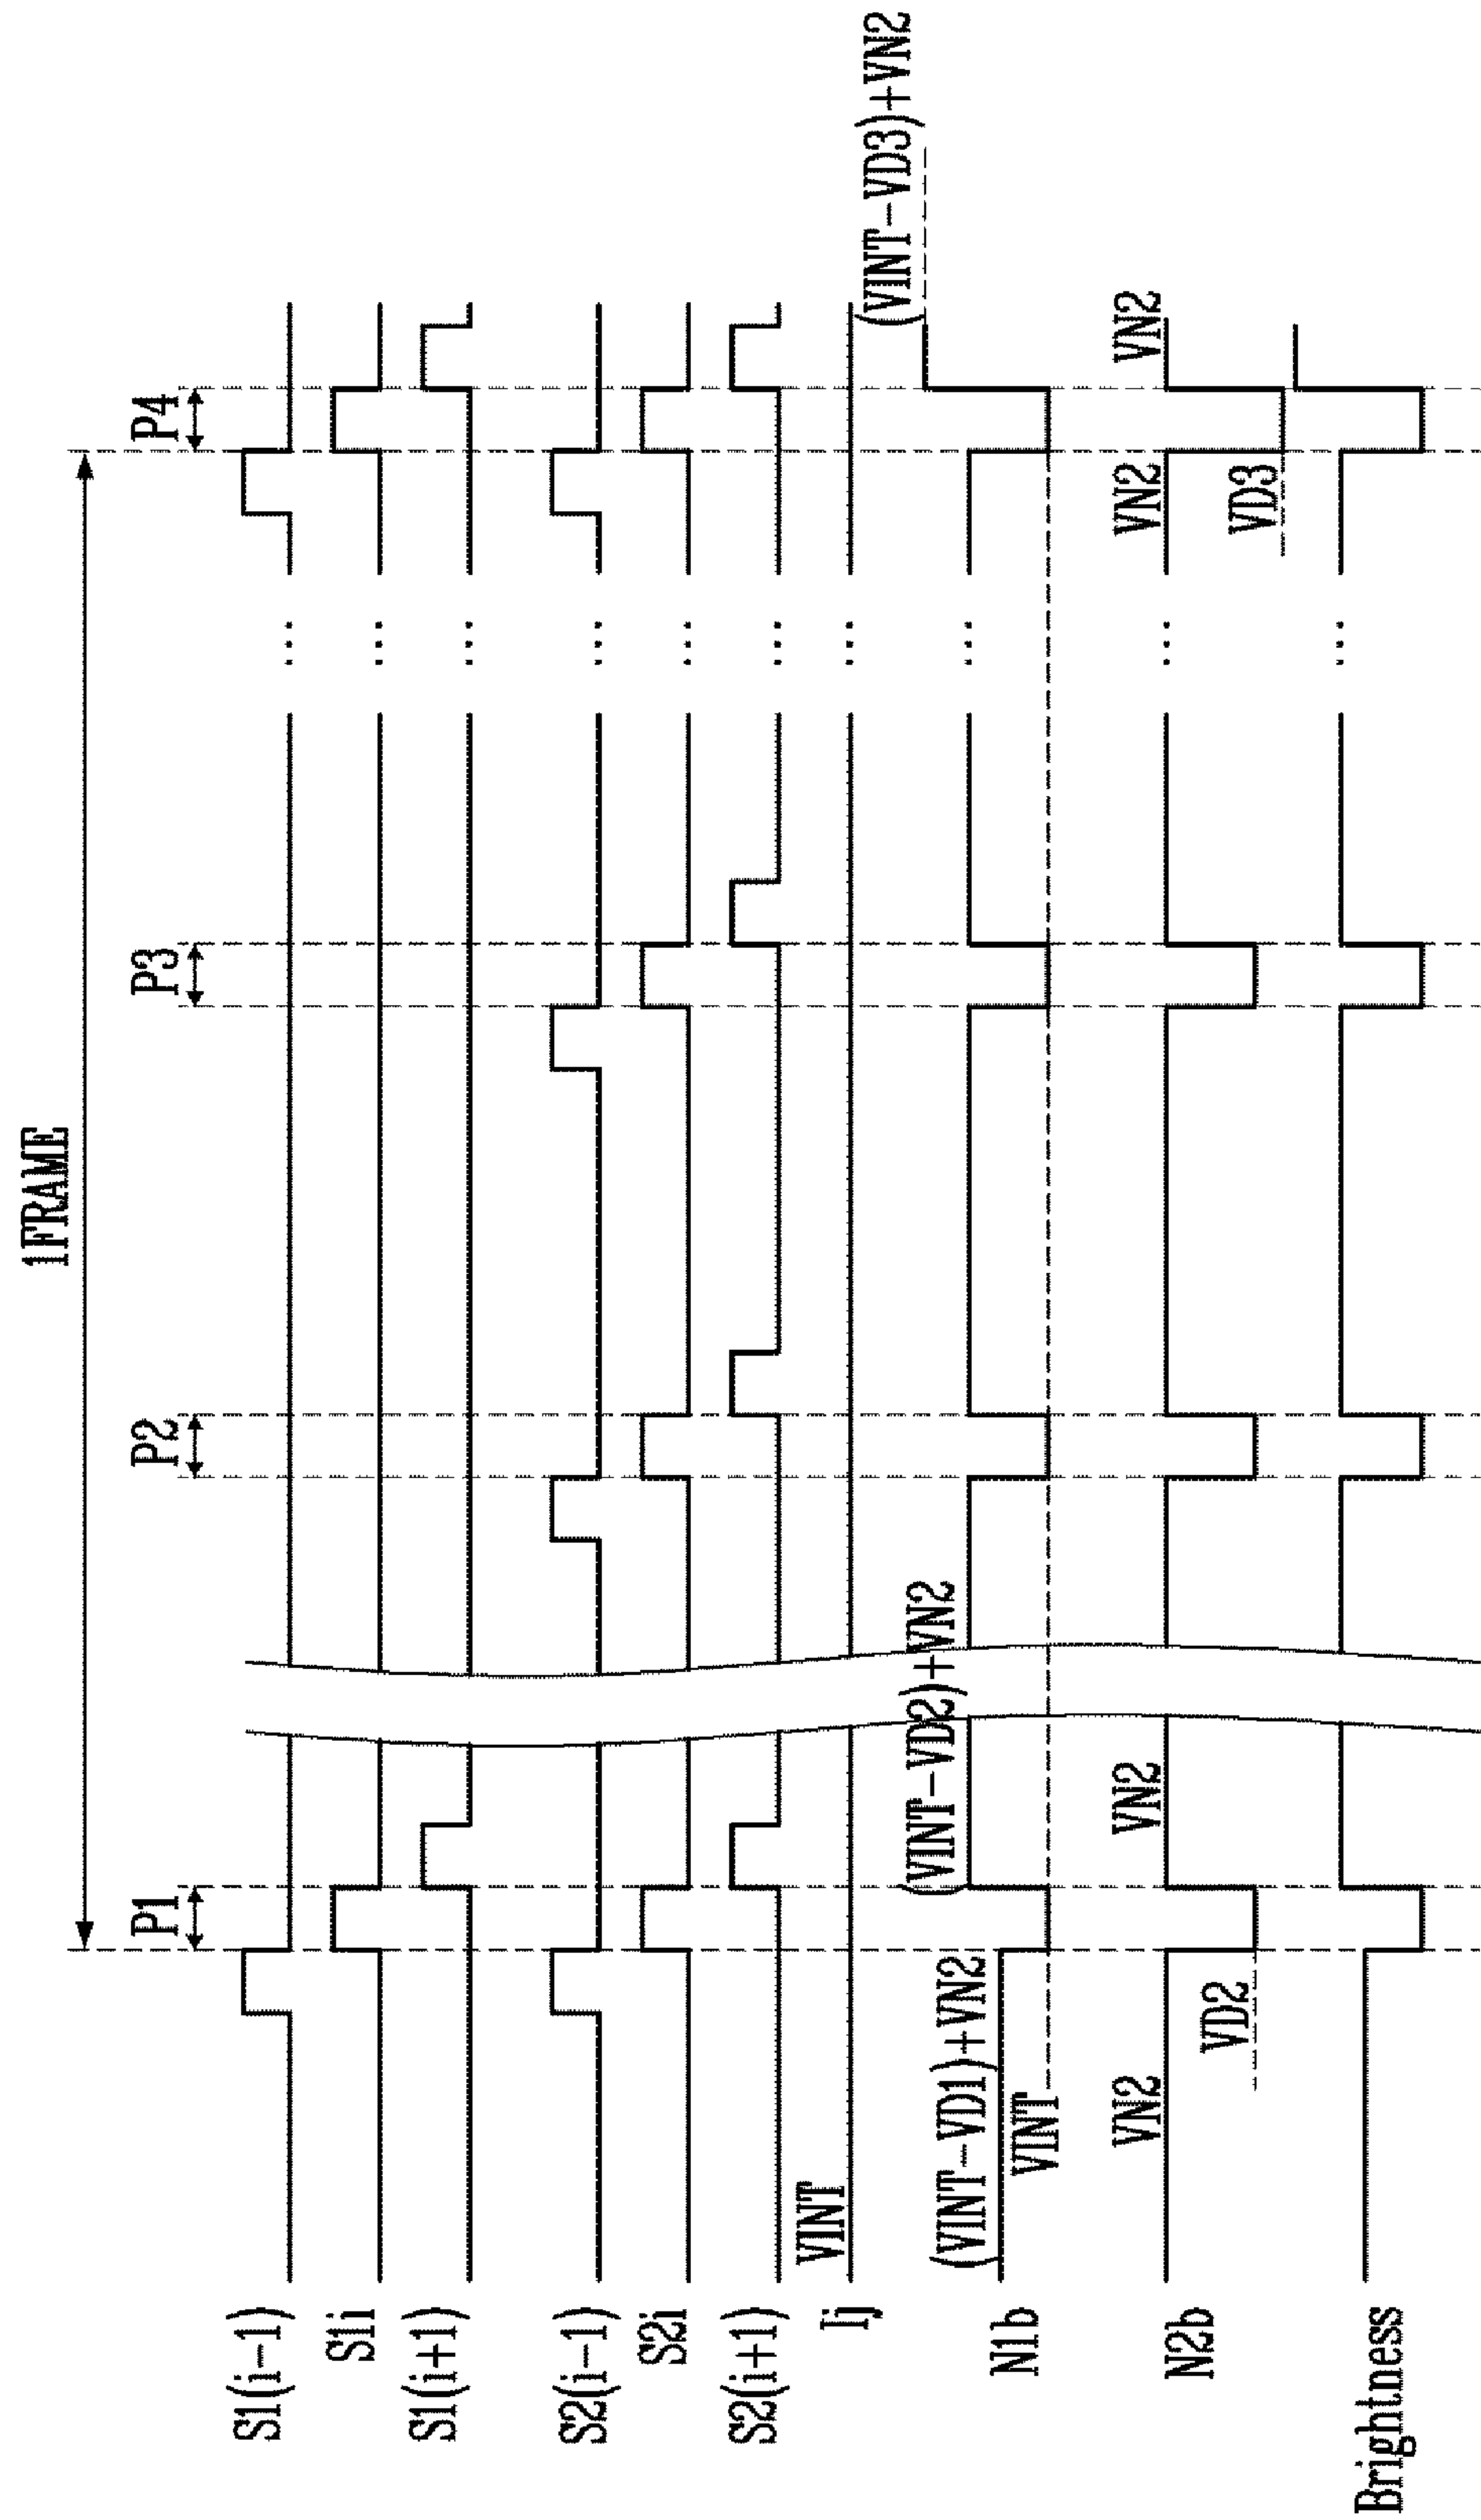 1FRAME
P1
P2
P3
P4
S1(i-1)
S1i
S1(i+1)
S2(i-1)
S2i
S2(i+1)
Ij
VINT
N1b
(VINT-VD1)+VN2
VINT
(VINT-VD2)+VN2
(VINT-VD3)+VN2
N2b
VN2
VD2
VN2
VN2
VD3
VN2
Brightness